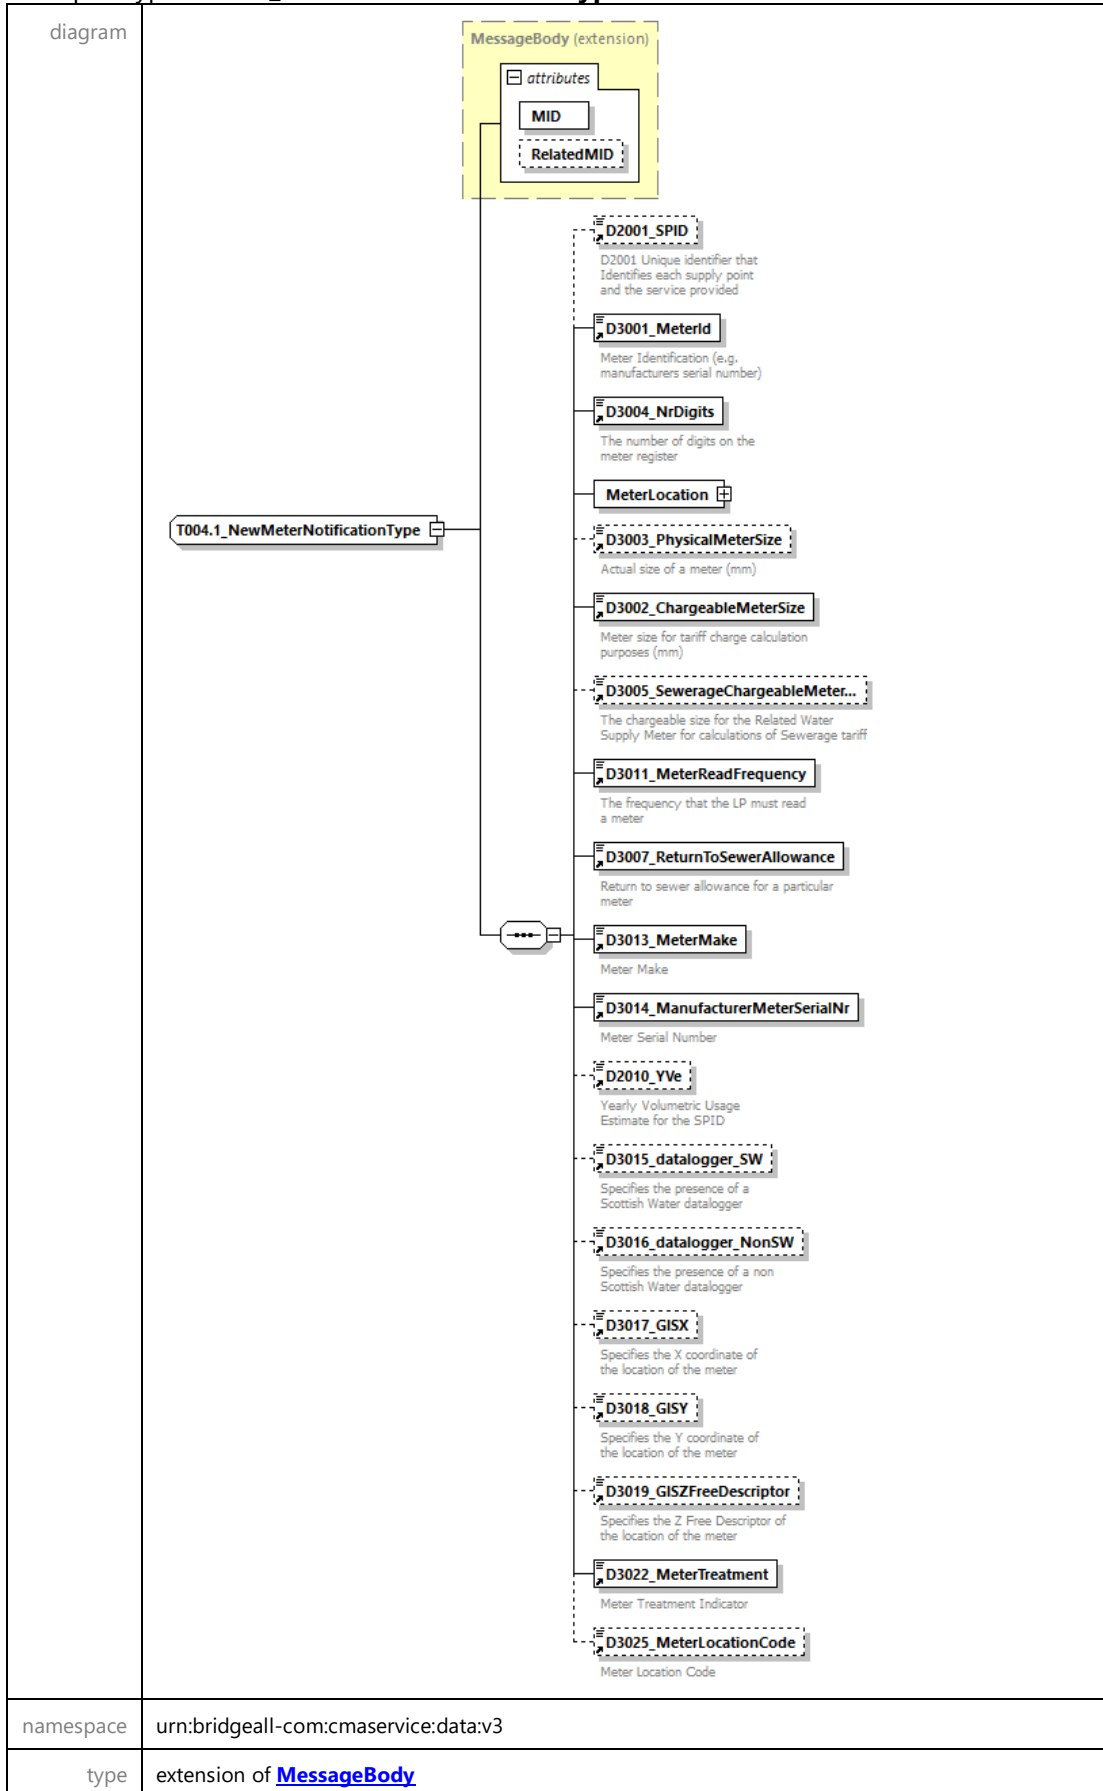 diagram
MessageBody (extension)
attributes
MID
RelatedMID
D2001_SPID
D2001 Unique identifier that
Identifies each supply point
and the service provided
D3001_MeterId
Meter Identification (e.g.
manufacturers serial number)
D3004_NrDigits
The number of digits on the
meter register
MeterLocation
T004.1_NewMeterNotificationType
D3003_PhysicalMeterSize
Actual size of a meter (mm)
D3002_ChargeableMeterSize
Meter size for tariff charge calculation
purposes (mm)
D3005_SewerageChargeableMeter...
The chargeable size for the Related Water
Supply Meter for calculations of Sewerage tariff
D3011_MeterReadFrequency
The frequency that the LP must read
a meter
D3007_ReturnToSewerAllowance
Return to sewer allowance for a particular
meter
D3013_MeterMake
Meter Make
D3014_ManufacturerMeterSerialNr
Meter Serial Number
D2010_YVe
Yearly Volumetric Usage
Estimate for the SPID
D3015_datalogger_SW
Specifies the presence of a
Scottish Water datalogger
D3016_datalogger_NonSW
Specifies the presence of a non
Scottish Water datalogger
D3017_GISX
Specifies the X coordinate of
the location of the meter
D3018_GISY
Specifies the Y coordinate of
the location of the meter
D3019_GISZFreeDescriptor
Specifies the Z Free Descriptor of
the location of the meter
D3022_MeterTreatment
Meter Treatment Indicator
D3025_MeterLocationCode
Meter Location Code
namespace urn:bridgeall-com:cmaservice:data:v3
type extension of MessageBody